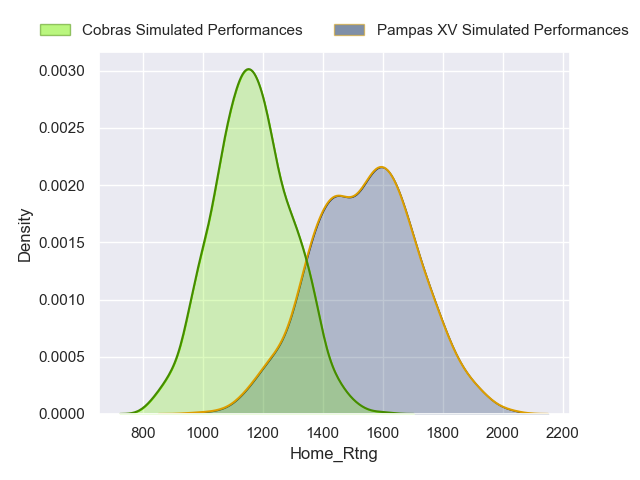 Cobras Simulated Performances Pampas XV Simulated Performances
0.0030
0.0025
0.0020
0.0015
0.0010
0.0005
0.0000
Density
800 1000 1200 1400 1600 1800 2000 2200
Home_Rtng